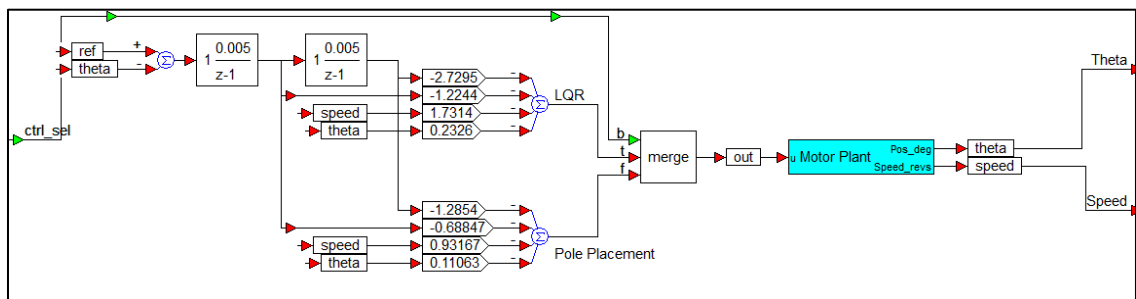 ctrl_sel
ref
+
theta
-
Σ
1 0.005
z-1
1 0.005
z-1
-2.7295 -
-1.2244 -
speed 1.7314 -
theta 0.2326 -
Σ
LQR
-1.2854 -
-0.68847 -
speed 0.93167 -
theta 0.11063 -
Σ
Pole Placement
b
t
f
merge
out
u Motor Plant
Pos_deg
Speed_revs
theta
speed
Theta
Speed